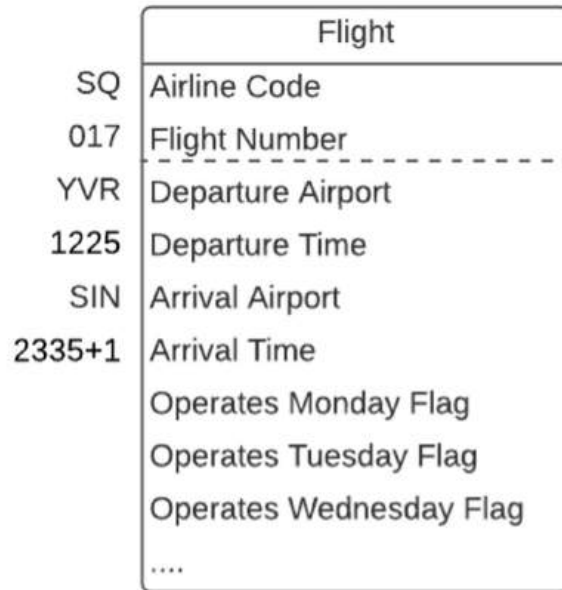 Flight
SQ Airline Code
017 Flight Number
YVR Departure Airport
1225 Departure Time
SIN Arrival Airport
2335+1 Arrival Time
Operates Monday Flag
Operates Tuesday Flag
Operates Wednesday Flag
....